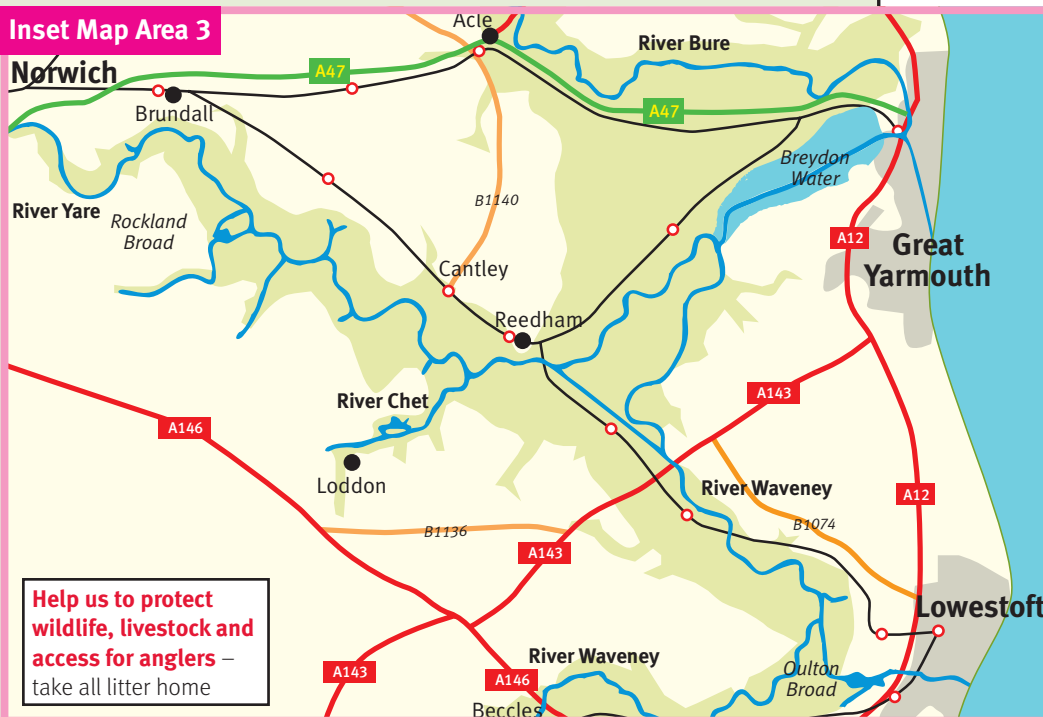 Inset Map Area 3
Acle
River Bure
Norwich
A47
Brundall
A47
Breydon
Water
River Yare
Rockland
Broad
B1140
A12
Great
Yarmouth
Cantley
Reedham
A143
River Chet
A146
Loddon
River Waveney
A12
B1074
B1136
A143
Help us to protect
wildlife, livestock and
access for anglers –
take all litter home
Lowestoft
River Waveney
Oulton
Broad
A143
A146
Beccles